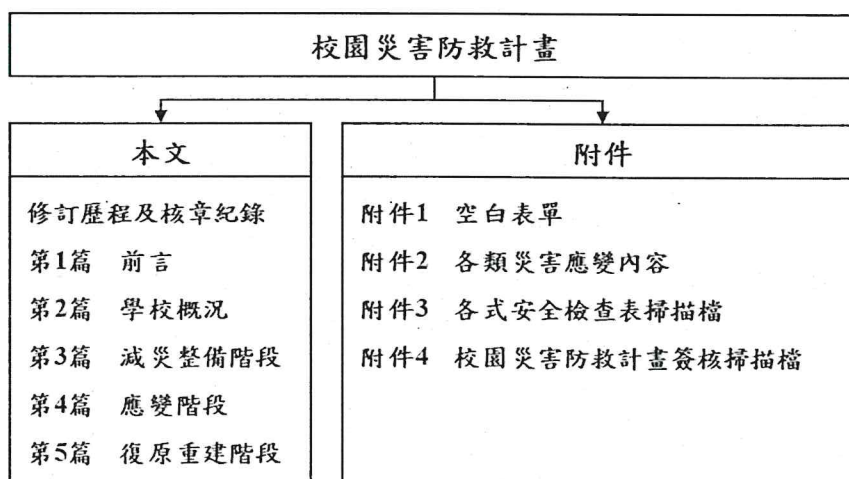 校園災害防救計畫
本文
修訂歷程及核章紀錄
第1篇 前言
第2篇 學校概況
第3篇 減災整備階段
第4篇 應變階段
第5篇 復原重建階段
附件
附件1 空白表單
附件2 各類災害應變內容
附件3 各式安全檢查表掃描檔
附件4 校園災害防救計畫簽核掃描檔